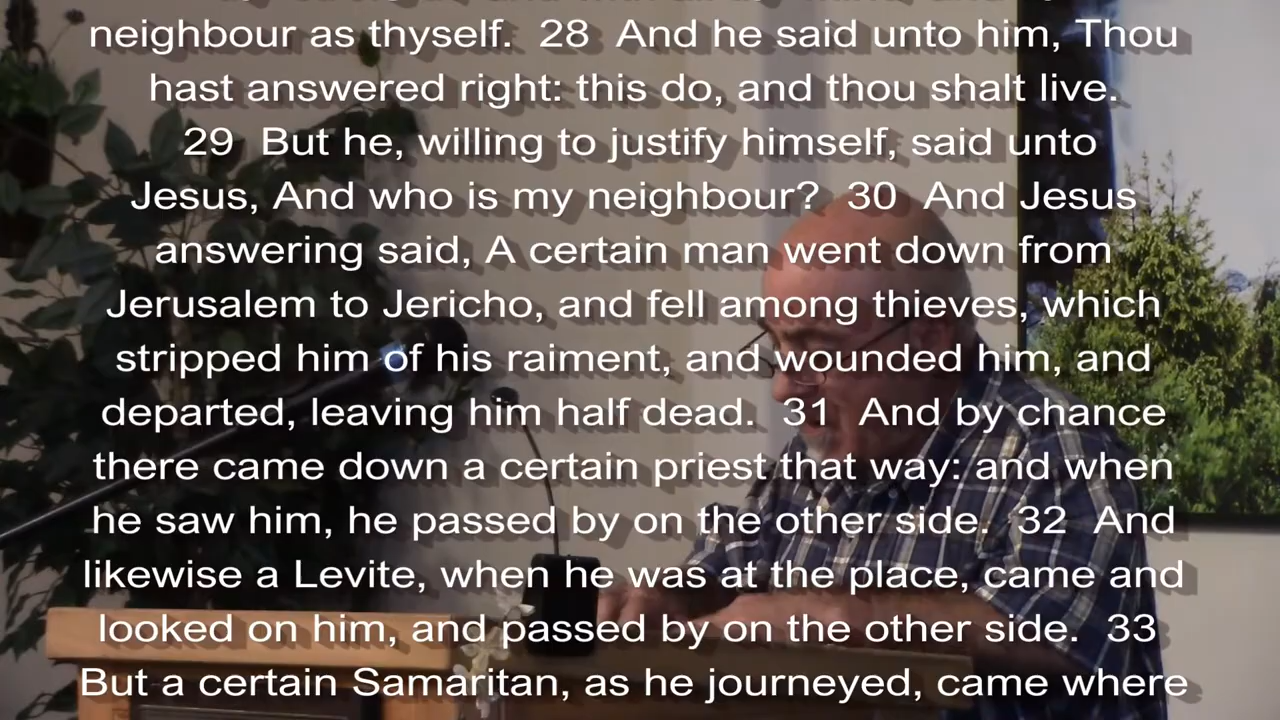 neighbour as thyself. 28 And he said unto him, Thou
hast answered right: this do, and thou shalt live.
29 But he, willing to justify himself, said unto
Jesus, And who is my neighbour? 30 And Jesus
answering said, A certain man went down from
Jerusalem to Jericho, and fell among thieves, which
stripped him of his raiment, and wounded him, and
departed, leaving him half dead. 31 And by chance
there came down a certain priest that way: and when
he saw him, he passed by on the other side. 32 And
likewise a Levite, when he was at the place, came and
looked on him, and passed by on the other side. 33
But a certain Samaritan, as he journeyed, came where